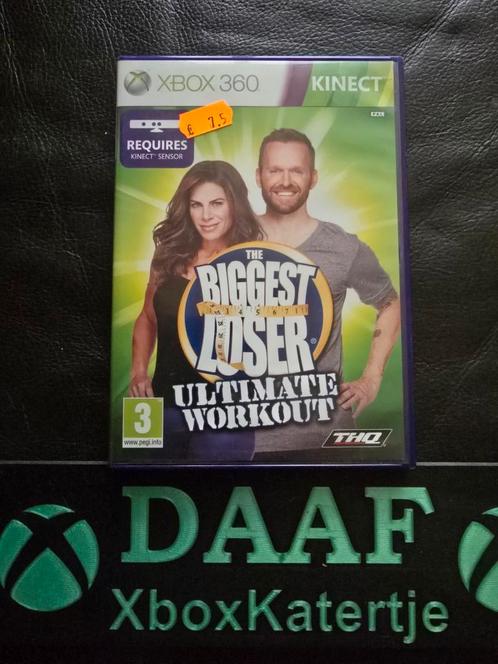 XBOX 360
KINECT
PAL
€ 7.5
REQUIRES
KINECT SENSOR
THE
BIGGEST
LOSER®
ULTIMATE
WORKOUT
3
www.pegi.info
THQ
DAAF
XboxKatertje